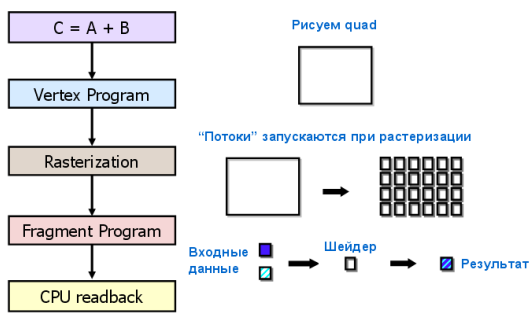 C = A + B
Рисуем quad
Vertex Program
“Потоки” запускаются при растеризации
Rasterization
Fragment Program
Входные
данные
Шейдер
Результат
CPU readback